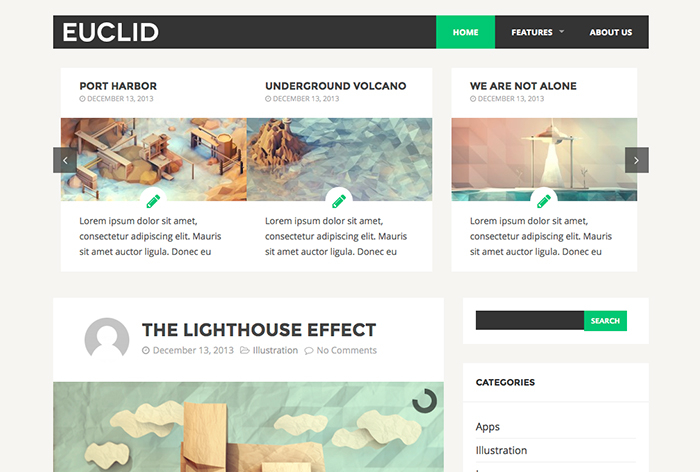 EUCLID
HOME FEATURES ABOUT US
PORT HARBOR
DECEMBER 13, 2013
Lorem ipsum dolor sit amet,
consectetur adipiscing elit. Mauris
sit amet auctor ligula. Donec eu
UNDERGROUND VOLCANO
DECEMBER 13, 2013
Lorem ipsum dolor sit amet,
consectetur adipiscing elit. Mauris
sit amet auctor ligula. Donec eu
WE ARE NOT ALONE
DECEMBER 13, 2013
Lorem ipsum dolor sit amet,
consectetur adipiscing elit. Mauris
sit amet auctor ligula. Donec eu
THE LIGHTHOUSE EFFECT
December 13, 2013 Illustration No Comments
SEARCH
CATEGORIES
Apps
Illustration